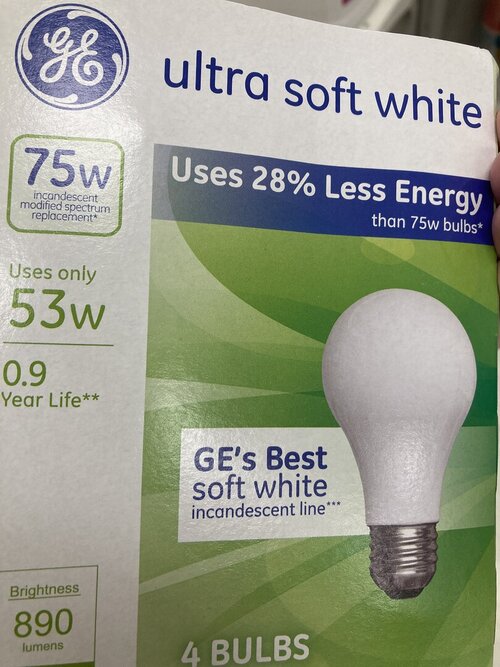 GE
ultra soft white
75w
incandescent
modified spectrum
replacement*
Uses 28% Less Energy
than 75w bulbs*
Uses only
53w
0.9
Year Life**
GE's Best
soft white
incandescent line***
Brightness
890
lumens
4 BULBS